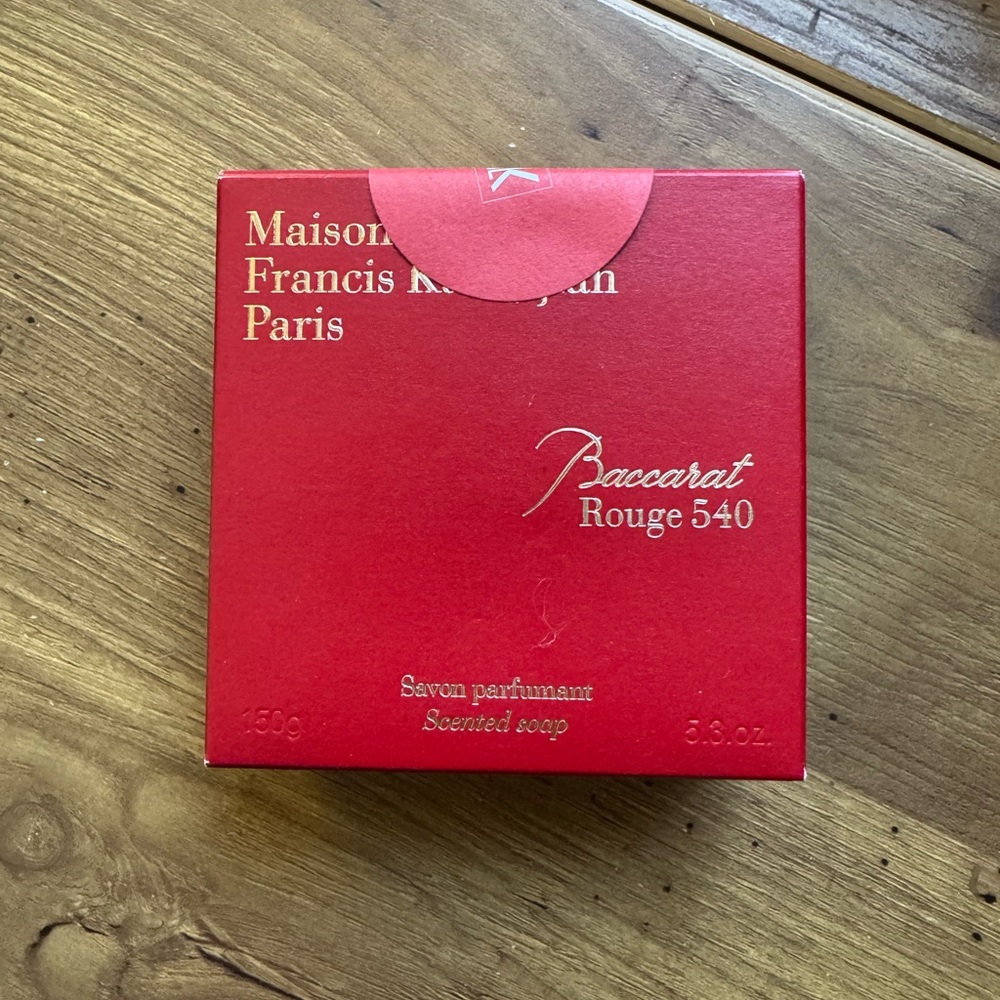 Maison
Francis
Paris
Baccarat
Rouge 540
Savon parfumant
Scented soap
150g
5.3.oz.